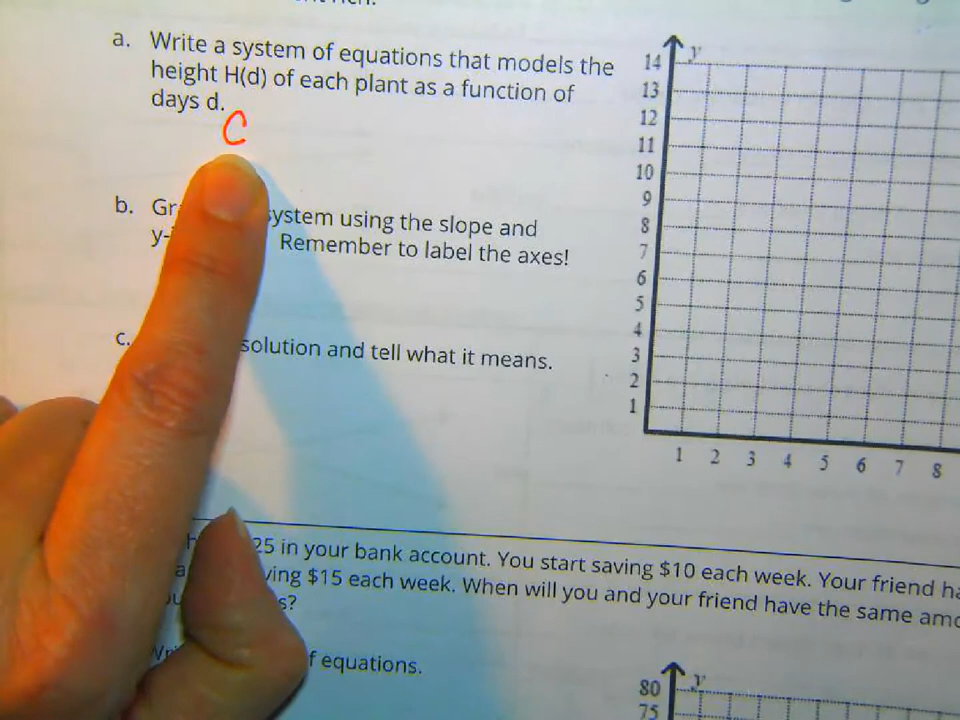 a. Write a system of equations that models the
height H(d) of each plant as a function of
days d.
C
b. system using the slope and
Remember to label the axes!
c. solution and tell what it means.
y
14
13
12
11
10
9
8
7
6
5
4
3
2
1
1 2 3 4 5 6 7 8
25 in your bank account. You start saving $10 each week. Your friend
$15 each week. When will you and your friend have the same
f equations.
y
80
75